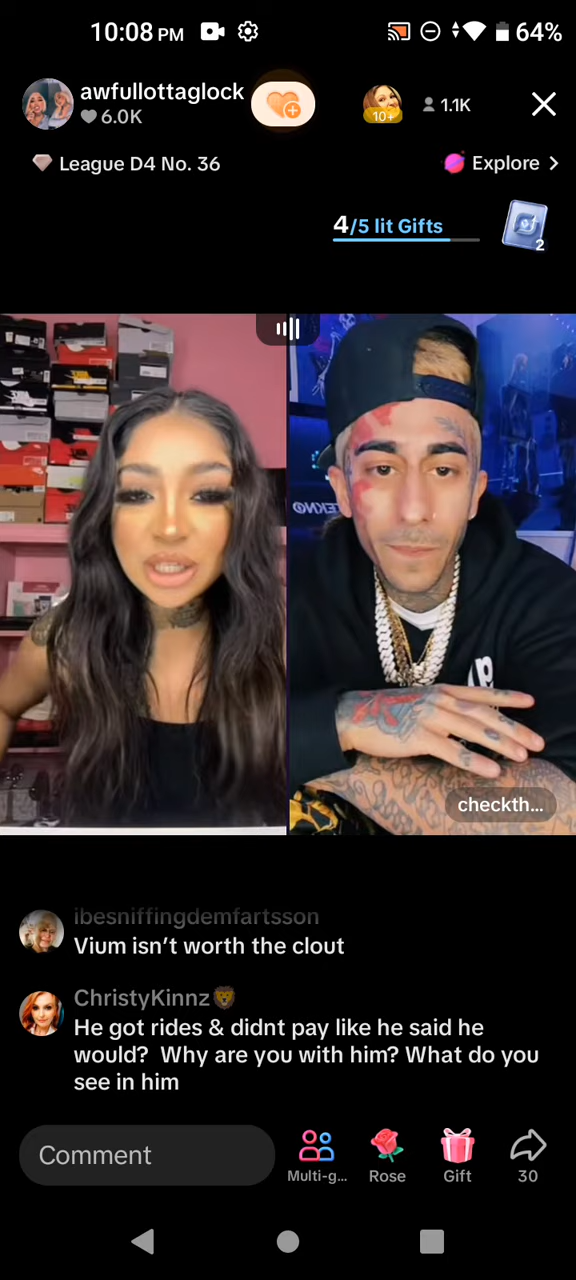 10:08 PM
64%
awfullottaglock
6.0K
10+
1.1K
League D4 No. 36
Explore >
4/5 lit Gifts
2
checkth...
ibesniffingdemfartsson
Vium isn’t worth the clout
ChristyKinnz🦁
He got rides & didnt pay like he said he
would?  Why are you with him? What do you
see in him
Comment
Multi-g...
Rose
Gift
30